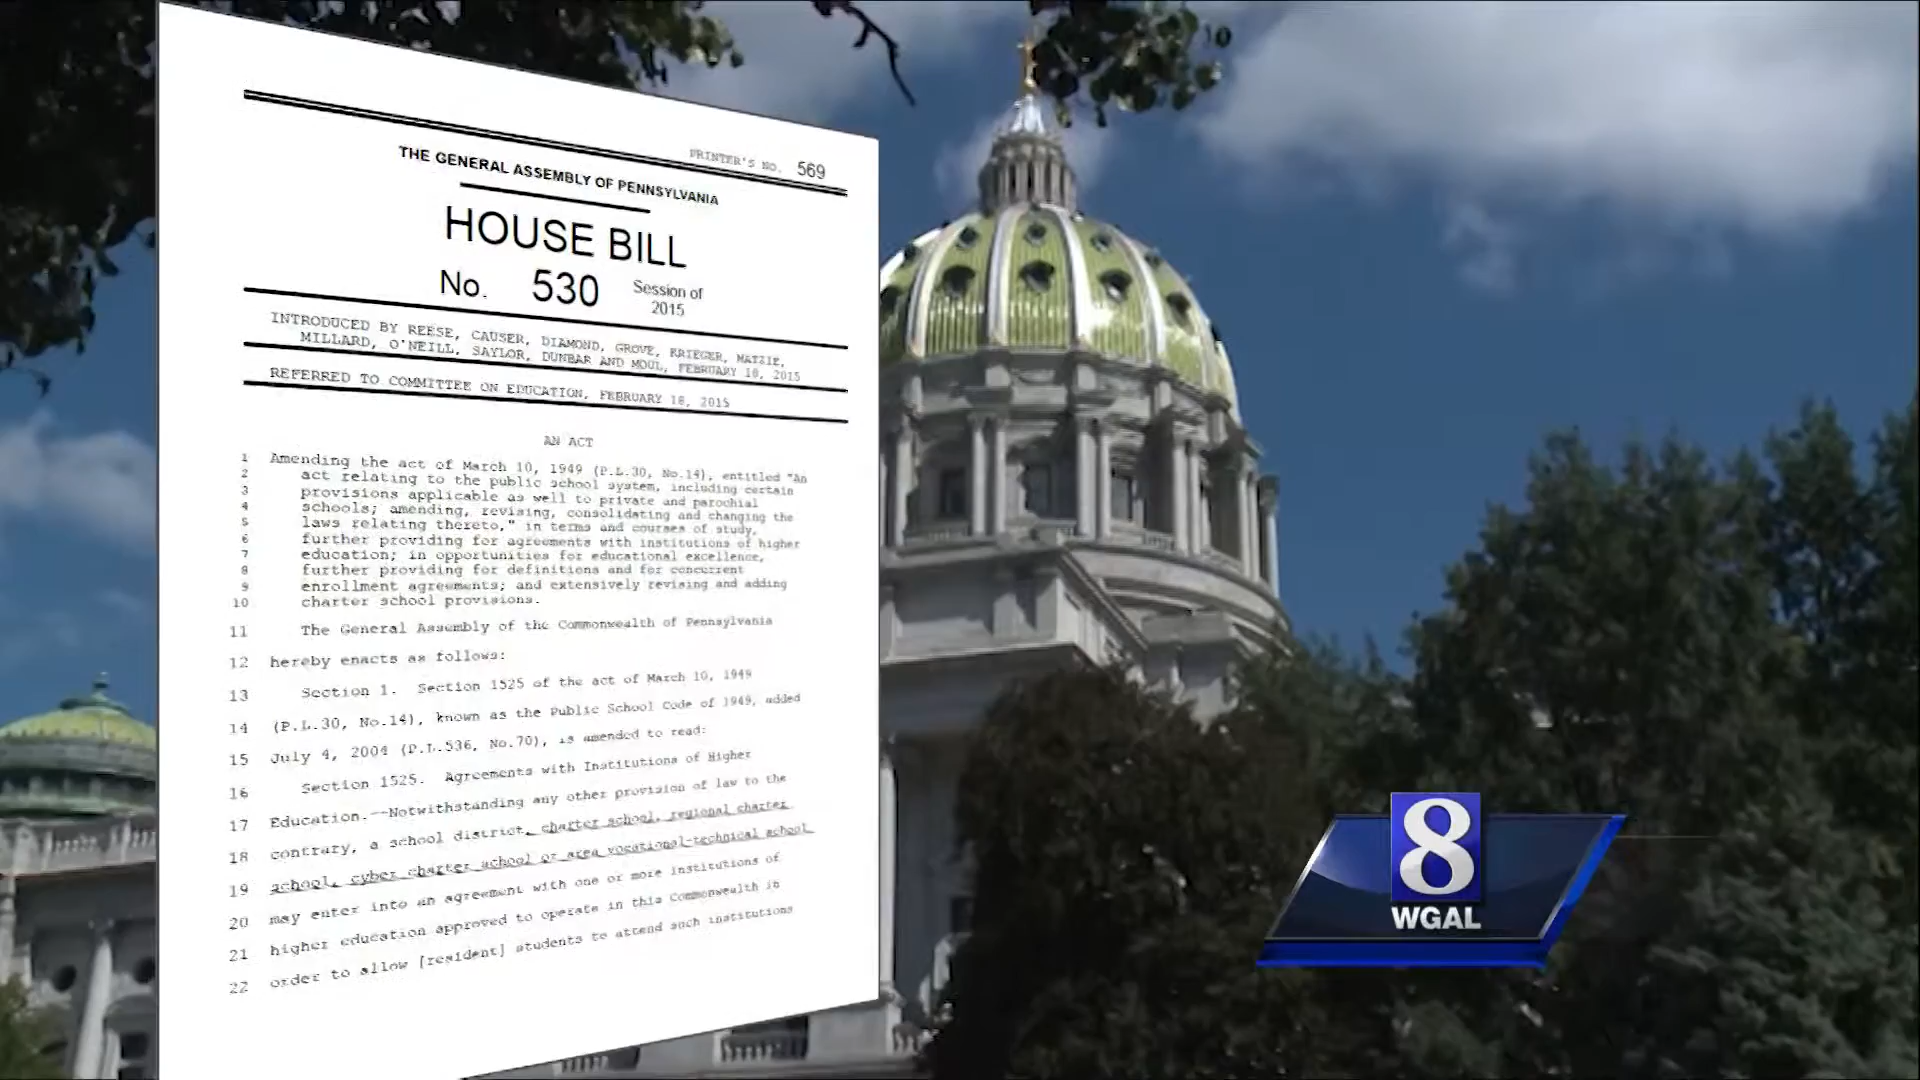 PRINTER'S NO. 569
THE GENERAL ASSEMBLY OF PENNSYLVANIA
HOUSE BILL
No. 530 Session of 2015
INTRODUCED BY REESE, CAUSER, DIAMOND, GROVE, KRIEGER, MATZIE,
MILLARD, O'NEILL, SAYLOR, DUNBAR AND MOUL, FEBRUARY 18, 2015
REFERRED TO COMMITTEE ON EDUCATION, FEBRUARY 18, 2015
AN ACT
1 Amending the act of March 10, 1949 (P.L.30, No.14), entitled "An
2 act relating to the public school system, including certain
3 provisions applicable as well to private and parochial
4 schools; amending, revising, consolidating and changing the
5 laws relating thereto," in terms and courses of study,
6 further providing for agreements with institutions of higher
7 education; in opportunities for educational excellence,
8 further providing for definitions and for concurrent
9 enrollment agreements; and extensively revising and adding
10 charter school provisions.
11 The General Assembly of the Commonwealth of Pennsylvania
12 hereby enacts as follows:
13 Section 1. Section 1525 of the act of March 10, 1949
14 (P.L.30, No.14), known as the Public School Code of 1949, added
15 July 4, 2004 (P.L.536, No.70), is amended to read:
16 Section 1525. Agreements with Institutions of Higher
17 Education.--Notwithstanding any other provision of law to the
18 contrary, a school district, charter school, regional charter
19 school, cyber charter school or area vocational-technical school
20 may enter into an agreement with one or more institutions of
21 higher education approved to operate in this Commonwealth in
22 order to allow [resident] students to attend such institutions
8
WGAL